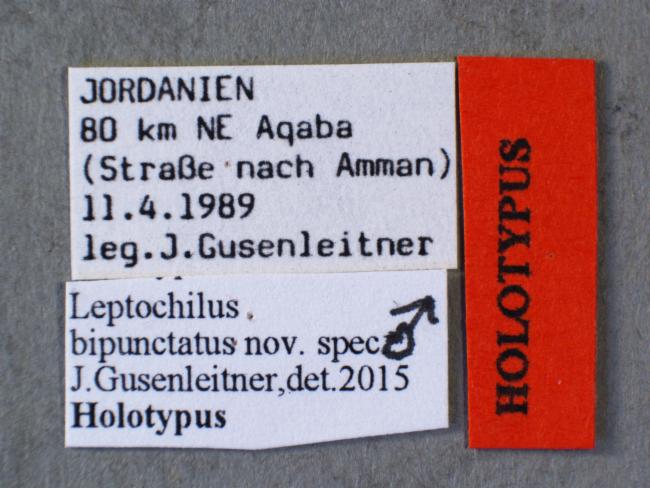 JORDANIEN
80 km NE Aqaba
(Straße nach Amman)
11.4.1989
leg.J.Gusenleitner
Leptochilus
bipunctatus nov. spec. ♂
J.Gusenleitner,det.2015
Holotypus
HOLOTYPUS